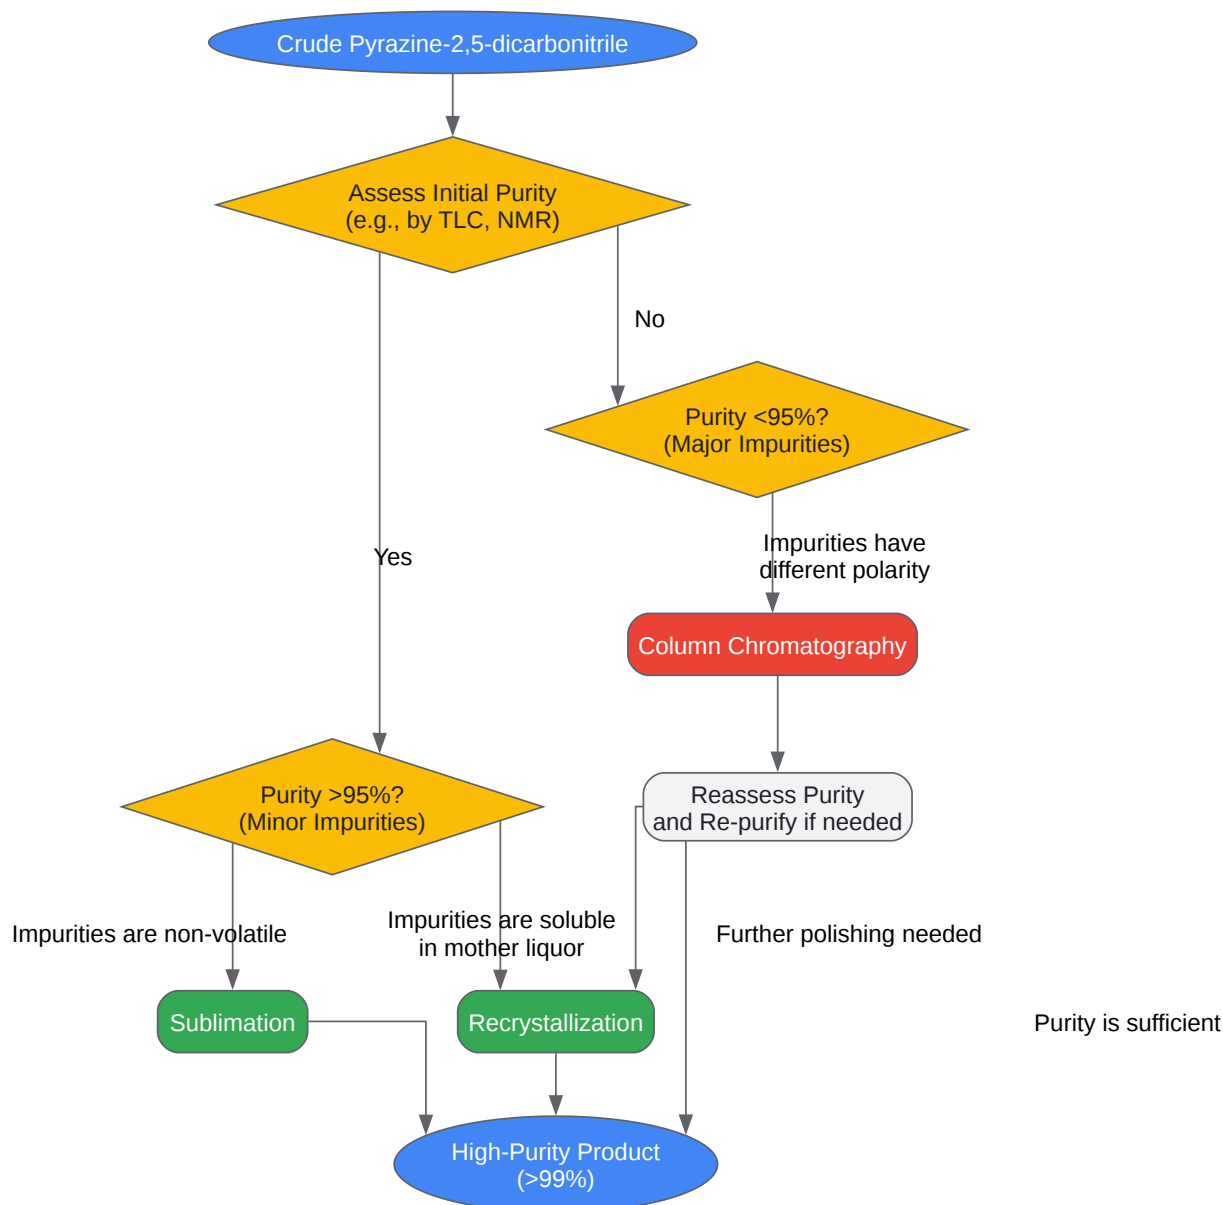 Crude Pyrazine-2,5-dicarbonitrile
Assess Initial Purity
(e.g., by TLC, NMR)
No
Purity <95%?
(Major Impurities)
Yes
Impurities have
different polarity
Column Chromatography
Purity >95%?
(Minor Impurities)
Reassess Purity
and Re-purify if needed
Impurities are non-volatile
Impurities are soluble
in mother liquor
Further polishing needed
Sublimation
Recrystallization
Purity is sufficient
High-Purity Product
(>99%)